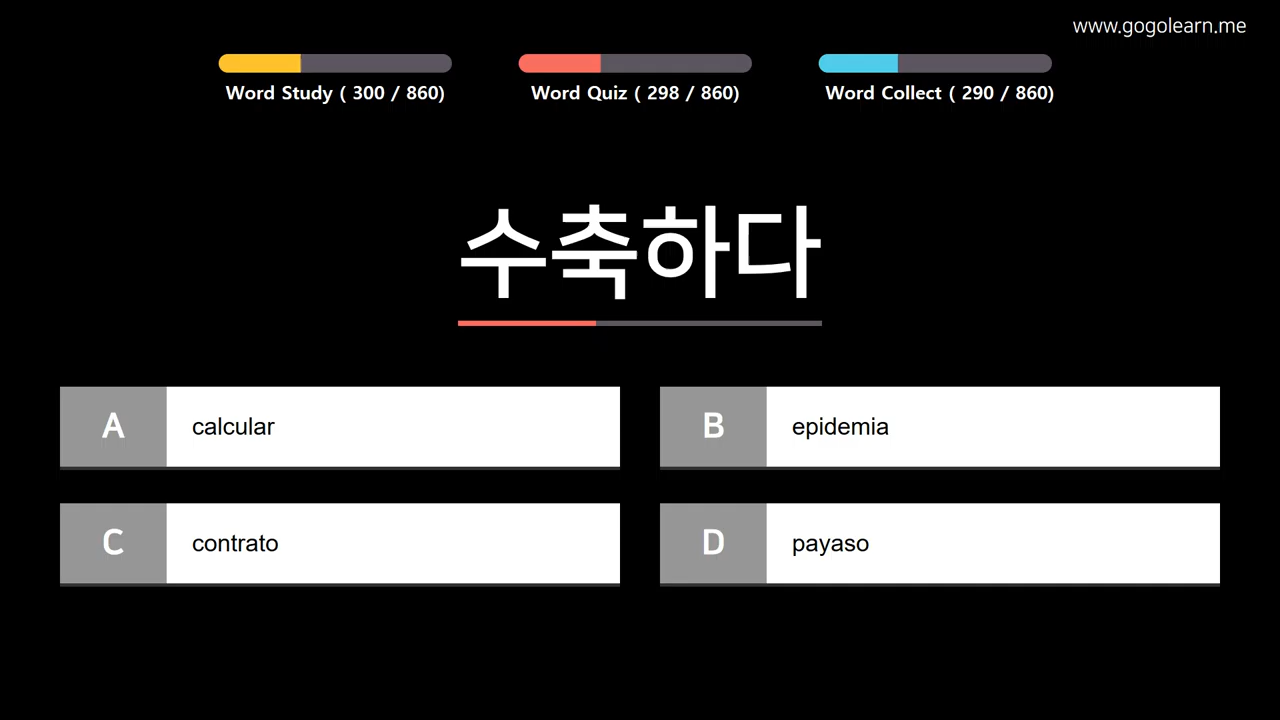 www.gogolearn.me
Word Study ( 300 / 860)
Word Quiz ( 298 / 860)
Word Collect ( 290 / 860)
수축하다
A calcular
B epidemia
C contrato
D payaso